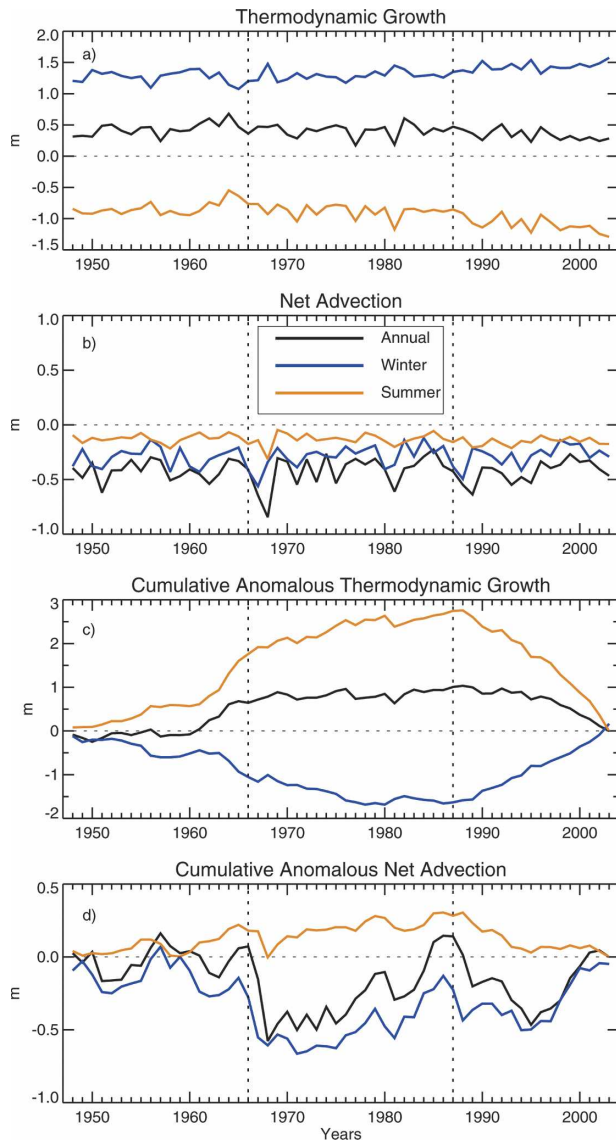 Thermodynamic Growth
2.0
a)
1.5
1.0
0.5
m
0.0
-0.5
-1.0
-1.5
1950 1960 1970 1980 1990 2000
Net Advection
1.0
b)
Annual
Winter
Summer
0.5
m
0.0
-0.5
-1.0
1950 1960 1970 1980 1990 2000
Cumulative Anomalous Thermodynamic Growth
3
c)
2
1
m
0
-1
-2
1950 1960 1970 1980 1990 2000
Cumulative Anomalous Net Advection
0.5
d)
0.0
m
-0.5
-1.0
1950 1960 1970 1980 1990 2000
Years